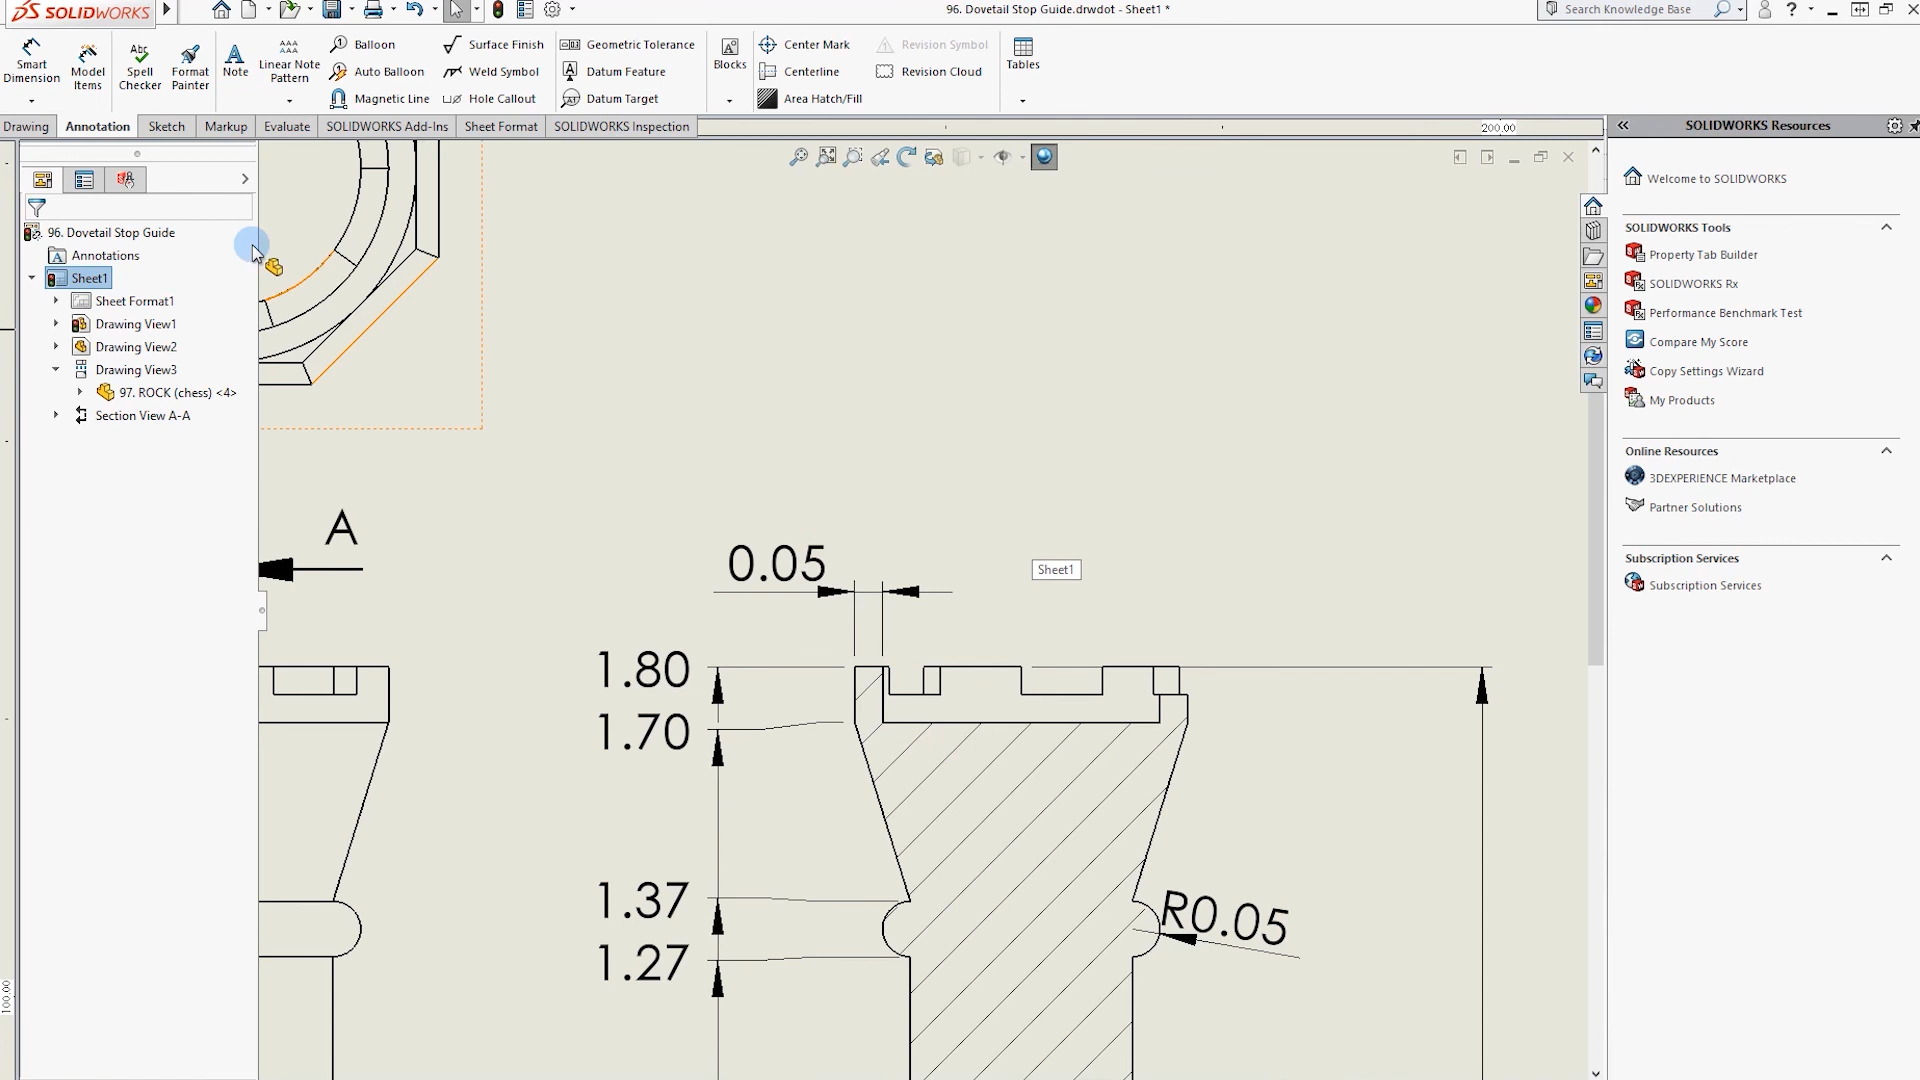 SOLIDWORKS
96. Dovetail Stop Guide.drwdot - Sheet1 *
Search Knowledge Base
?
Smart Dimension
Model Items
Abc
Spell Checker
Format Painter
A
Note
AAA
AAA
Linear Note Pattern
Balloon
Auto Balloon
Magnetic Line
Surface Finish
Weld Symbol
Hole Callout
Geometric Tolerance
Datum Feature
Datum Target
A
Blocks
Center Mark
Centerline
Area Hatch/Fill
Revision Symbol
Revision Cloud
Tables
Drawing
Annotation
Sketch
Markup
Evaluate
SOLIDWORKS Add-Ins
Sheet Format
SOLIDWORKS Inspection
200.00
SOLIDWORKS Resources
96. Dovetail Stop Guide
Annotations
Sheet1
Sheet Format1
Drawing View1
Drawing View2
Drawing View3
97. ROCK (chess) <4>
Section View A-A
A
0.05
Sheet1
1.80
1.70
1.37
1.27
R0.05
100.00
Welcome to SOLIDWORKS
SOLIDWORKS Tools
Property Tab Builder
SOLIDWORKS Rx
Performance Benchmark Test
Compare My Score
Copy Settings Wizard
My Products
Online Resources
3DEXPERIENCE Marketplace
Partner Solutions
Subscription Services
Subscription Services